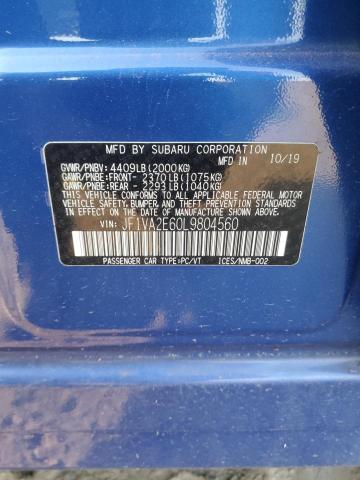 MFD BY SUBARU CORPORATION 10/19
GVWR/PNBV: 4409LB(2000KG)
GAWR/PNBE:FRONT- 2370LB(1075KG)
GAWR/PNBE:REAR - 2293LB(1040KG)
THIS VEHICLE CONFORMS TO ALL APPLICABLE FEDERAL MOTOR
VEHICLE SAFETY, BUMPER, AND THEFT PREVENTION STANDARDS
IN EFFECT ON THE DATE OF MANUFACTURE SHOWN ABOVE.
VIN: JF1VA2E60L9804560
PASSENGER CAR TYPE:PC/VT ICES/NMB-002